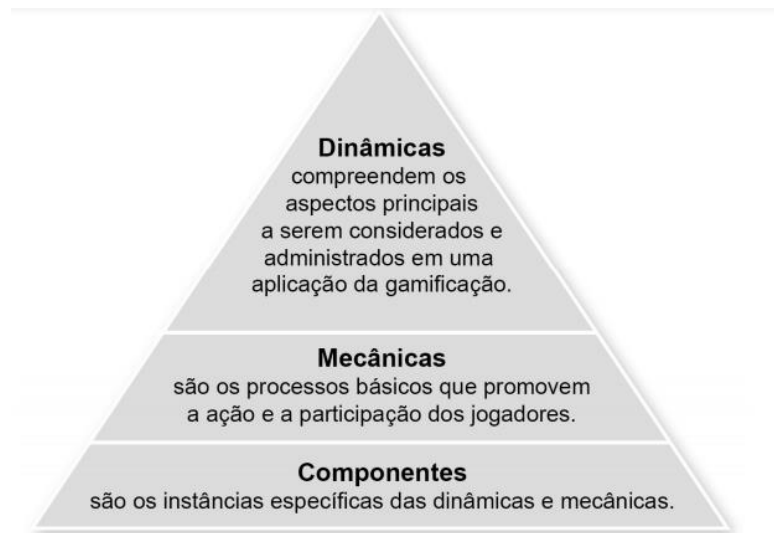 Dinâmicas
compreendem os
aspectos principais
a serem considerados e
administrados em uma
aplicação da gamificação.
Mecânicas
são os processos básicos que promovem
a ação e a participação dos jogadores.
Componentes
são os instâncias específicas das dinâmicas e mecânicas.